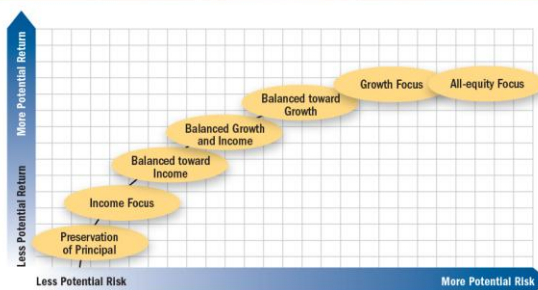 More Potential Return
Less Potential Return
Growth Focus
All-equity Focus
Balanced toward
Growth
Balanced Growth
and Income
Balanced toward
Income
Income Focus
Preservation
of Principal
Less Potential Risk
More Potential Risk